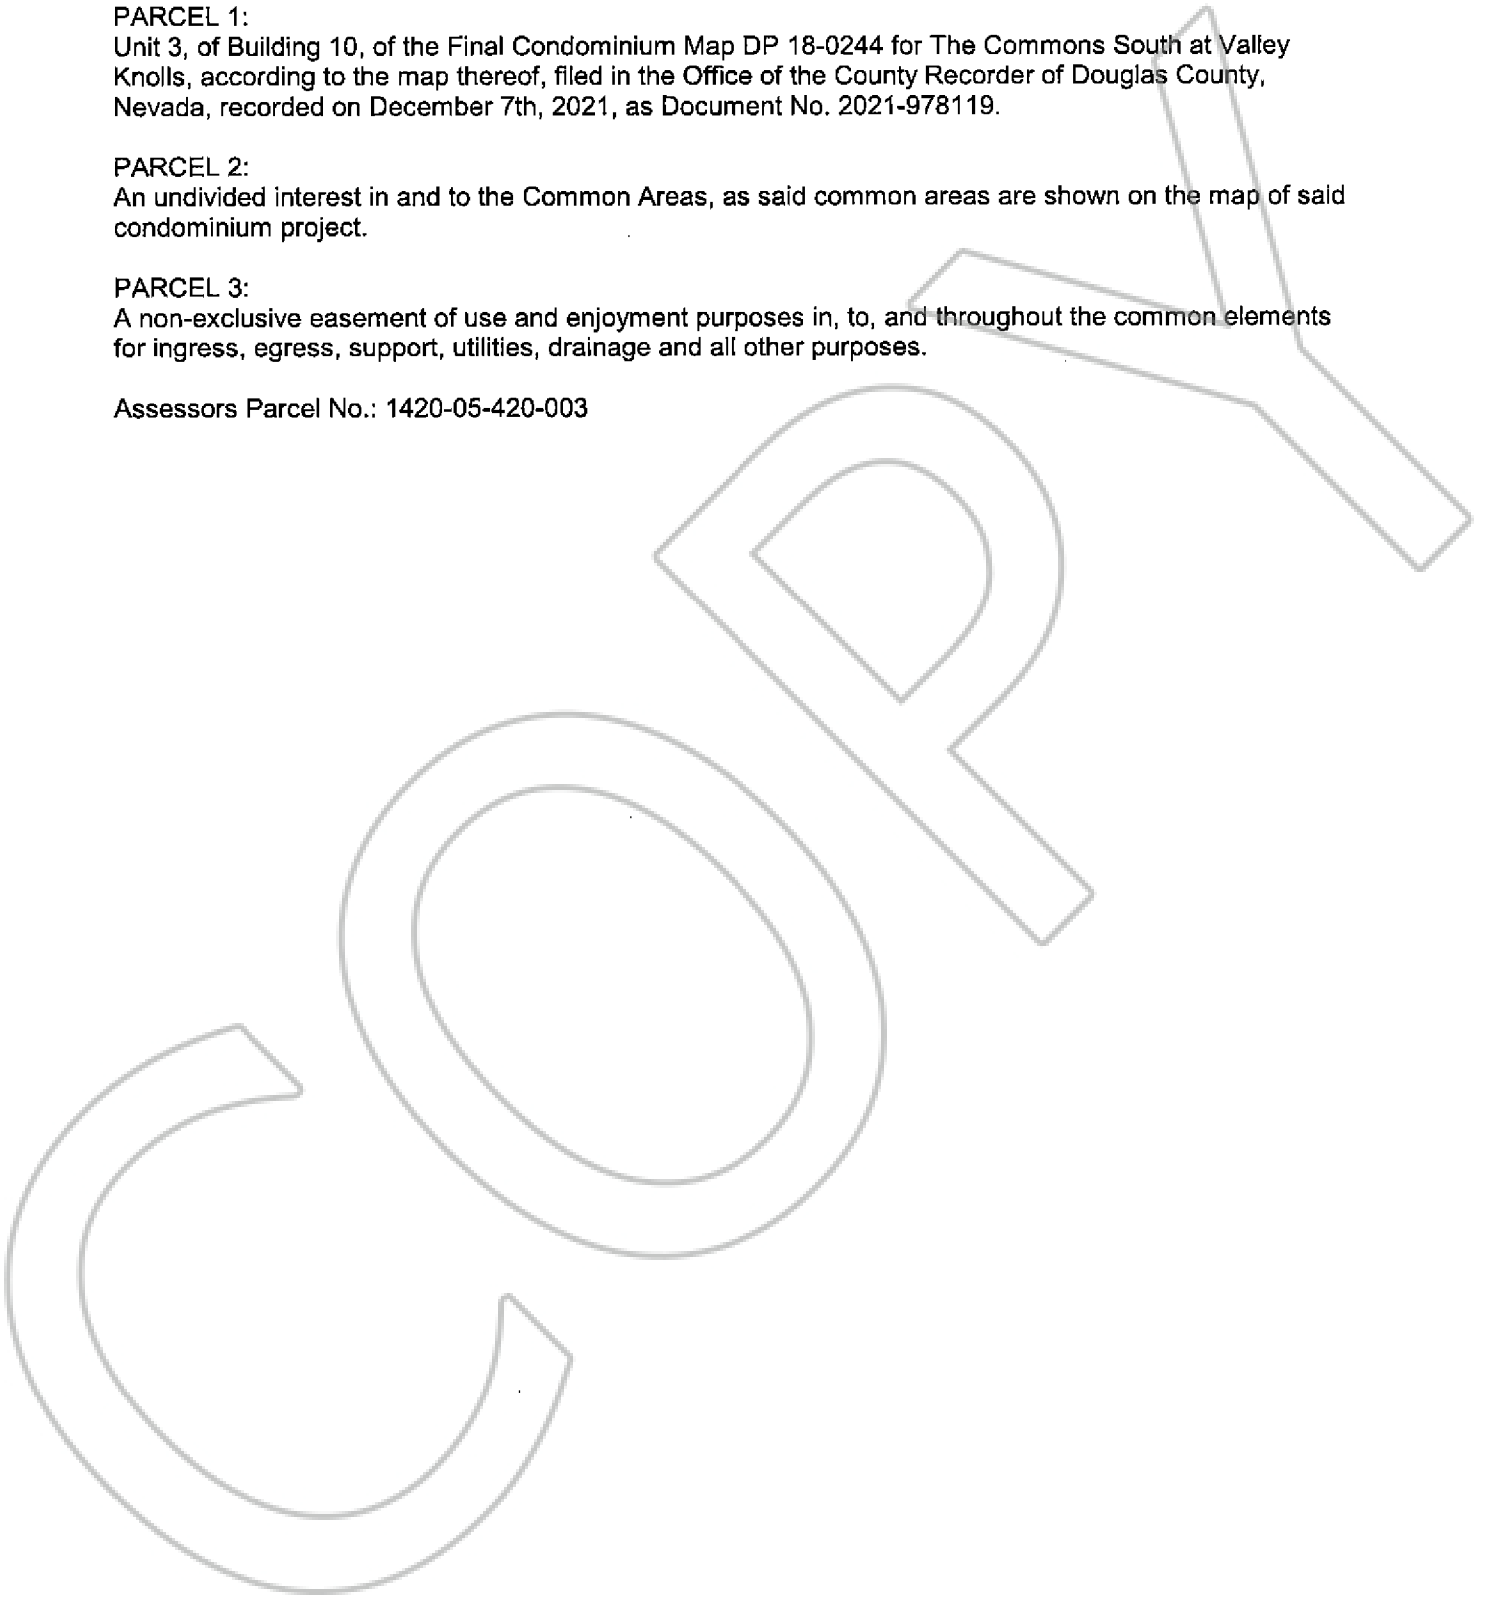 PARCEL 1:
Unit 3, of Building 10, of the Final Condominium Map DP 18-0244 for The Commons South at Valley
Knolls, according to the map thereof, filed in the Office of the County Recorder of Douglas County,
Nevada, recorded on December 7th, 2021, as Document No. 2021-978119.
PARCEL 2:
An undivided interest in and to the Common Areas, as said common areas are shown on the map of said
condominium project.
PARCEL 3:
A non-exclusive easement of use and enjoyment purposes in, to, and throughout the common elements
for ingress, egress, support, utilities, drainage and all other purposes.
Assessors Parcel No.: 1420-05-420-003
COPY